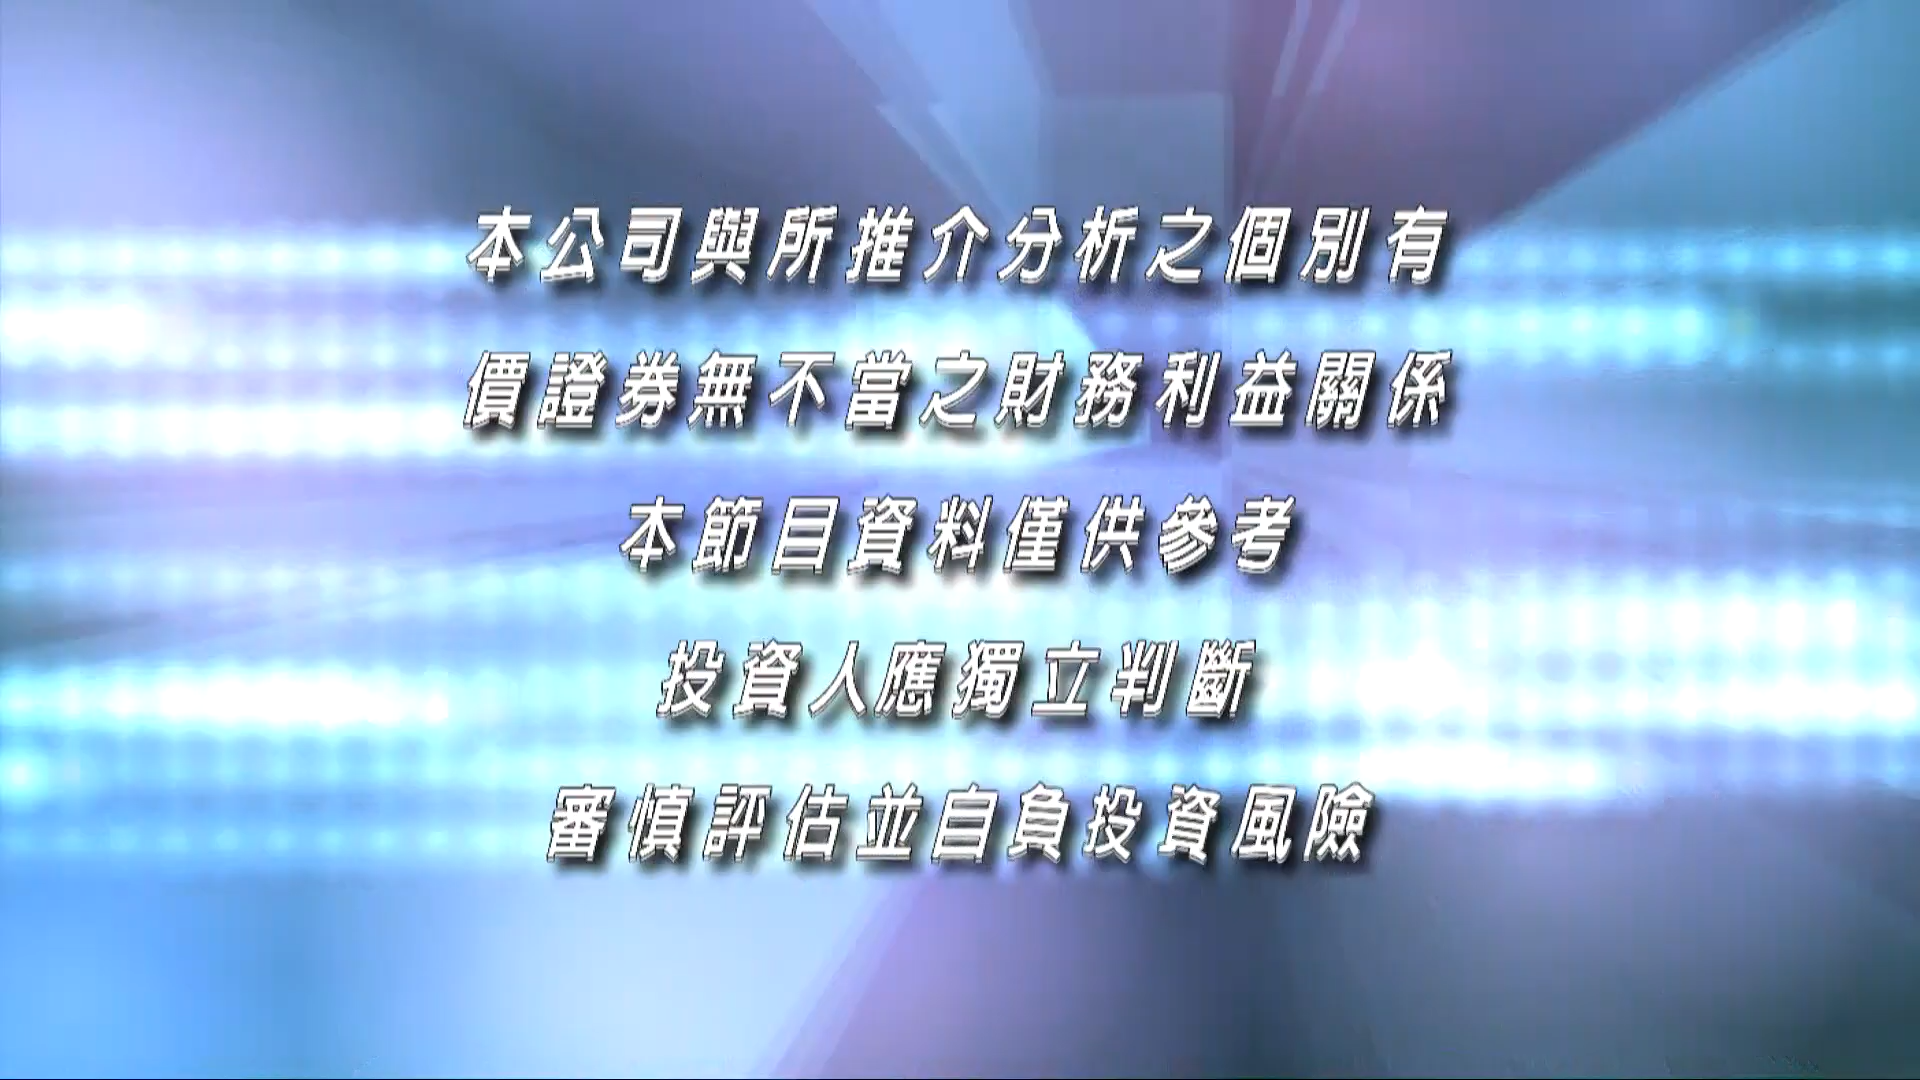 本公司與所推介分析之個別有
價證券無不當之財務利益關係
本節目資料僅供參考
投資人應獨立判斷
審慎評估並自負投資風險